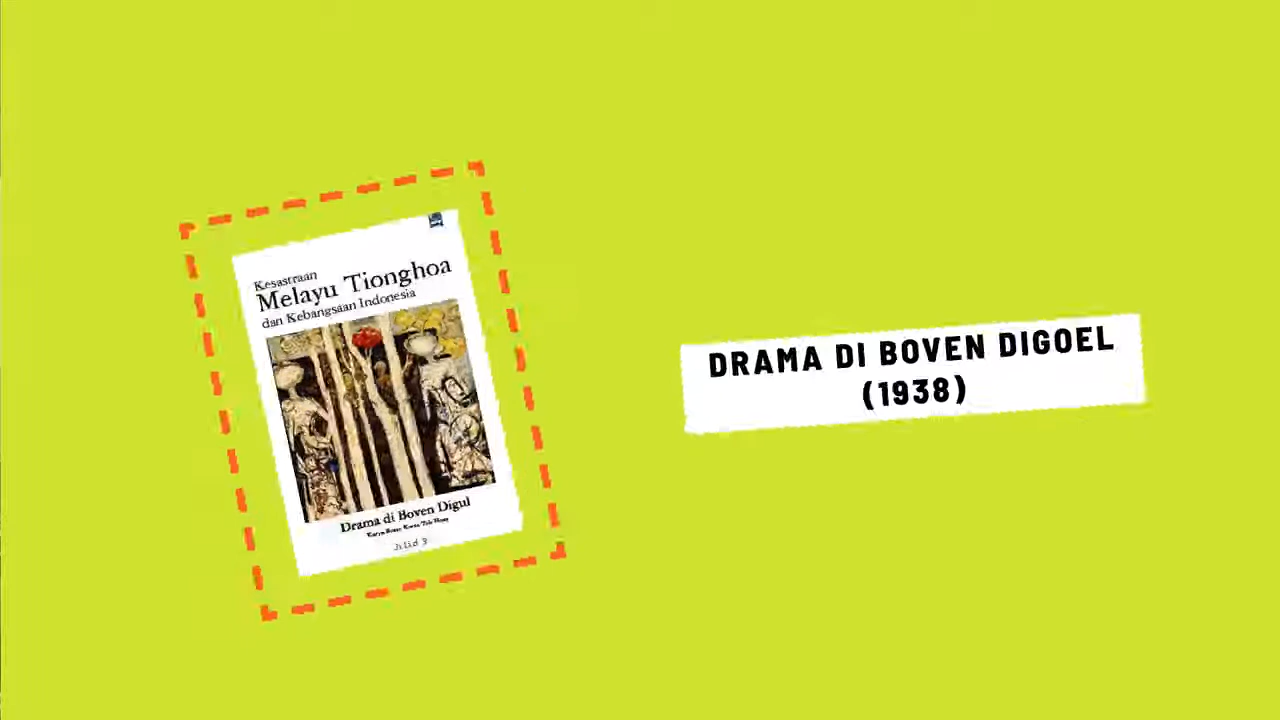 Kesastraan
Melayu Tionghoa
dan Kebangsaan Indonesia
Drama di Boven Digul
Jilid 3
DRAMA DI BOVEN DIGOEL
(1938)